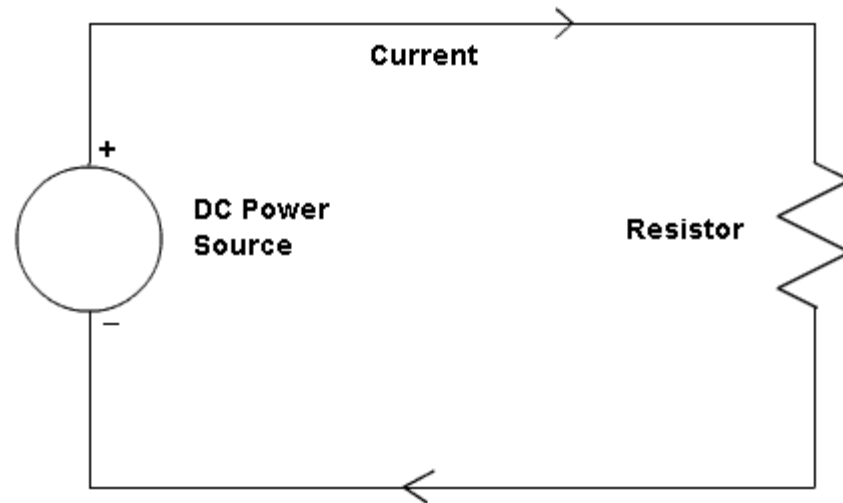 Current
+
DC Power
Source
Resistor
–